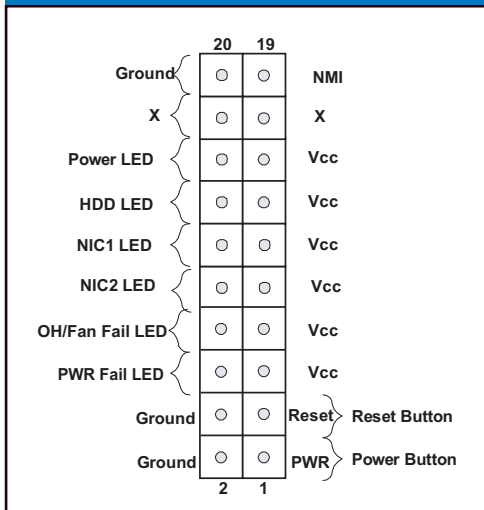 20 19
Ground NMI
X X
Power LED Vcc
HDD LED Vcc
NIC1 LED Vcc
NIC2 LED Vcc
OH/Fan Fail LED Vcc
PWR Fail LED Vcc
Ground Reset Reset Button
Ground PWR Power Button
2 1